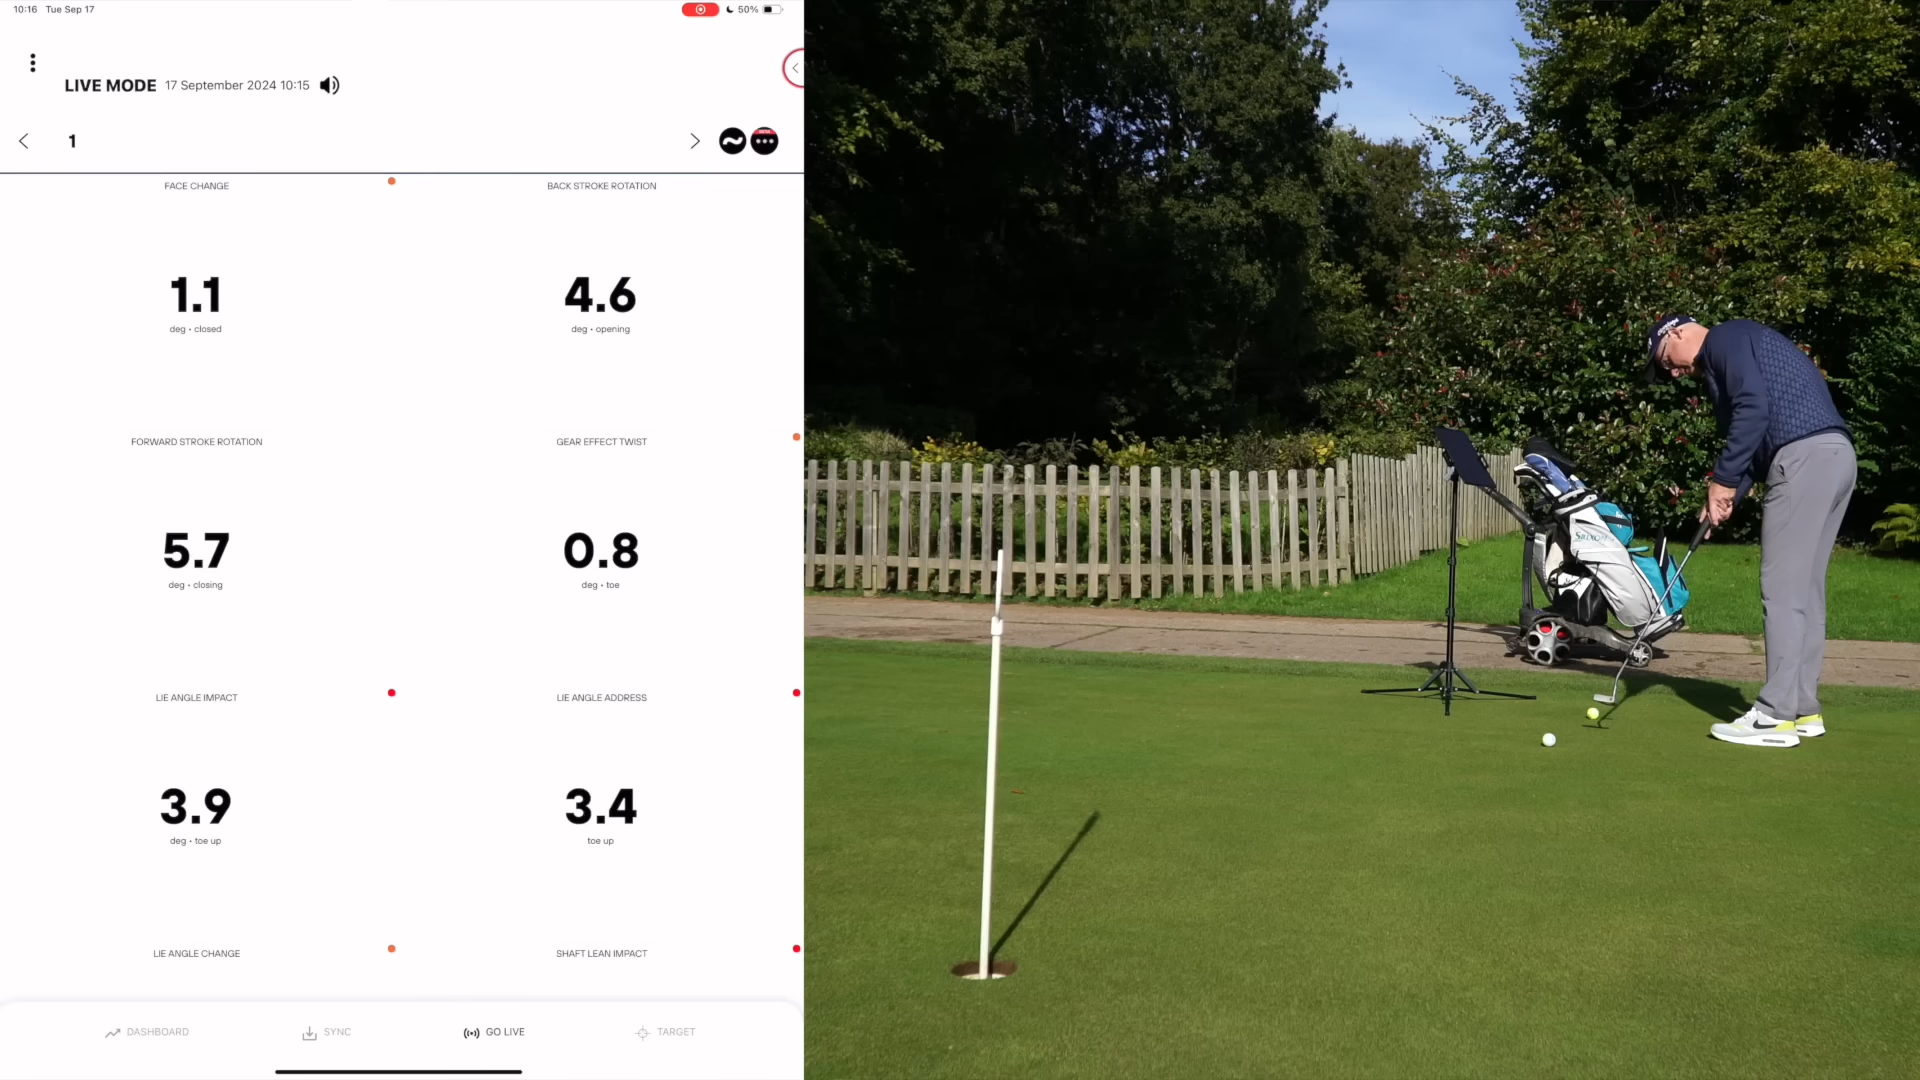 10:16 Tue Sep 17
50%
LIVE MODE 17 September 2024 10:15
1
FACE CHANGE
BACK STROKE ROTATION
1.1
4.6
deg • closed
deg • opening
FORWARD STROKE ROTATION
GEAR EFFECT TWIST
5.7
0.8
deg • closing
deg • toe
LIE ANGLE IMPACT
LIE ANGLE ADDRESS
3.9
3.4
deg • toe up
toe up
LIE ANGLE CHANGE
SHAFT LEAN IMPACT
DASHBOARD
SYNC
GO LIVE
TARGET
SRIXON